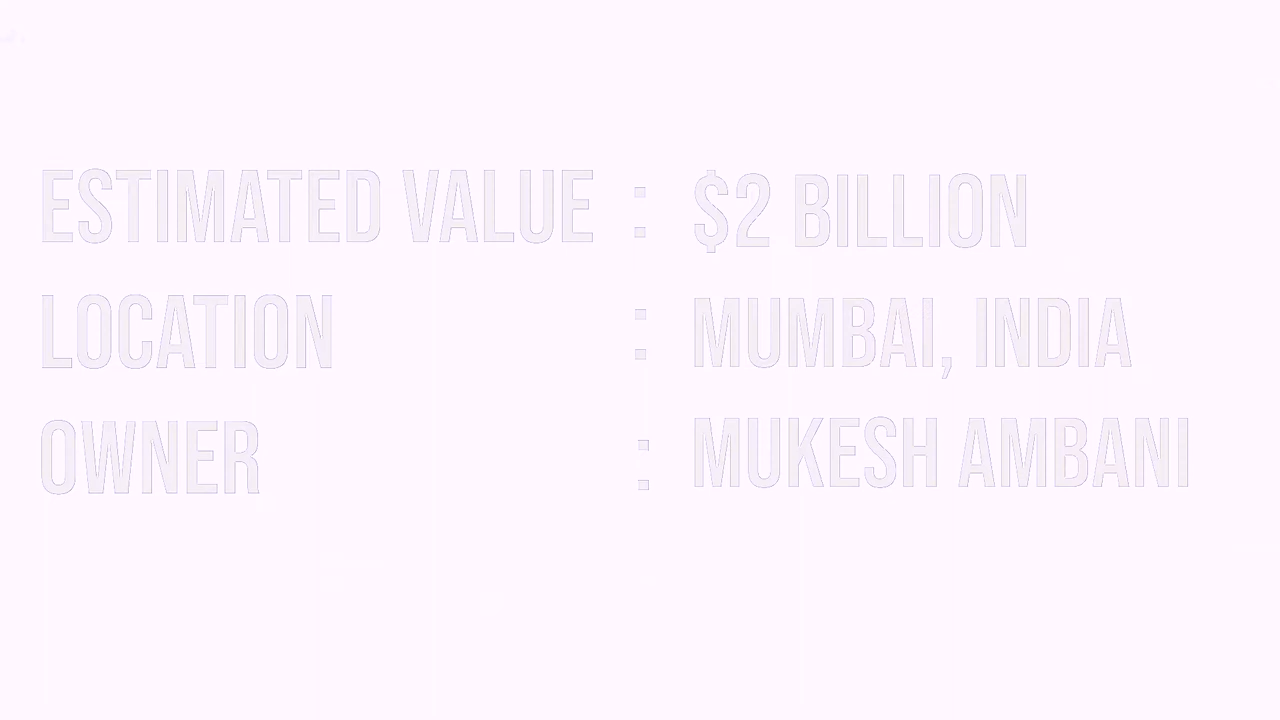 ESTIMATED VALUE : $2 BILLION
LOCATION : MUMBAI, INDIA
OWNER : MUKESH AMBANI